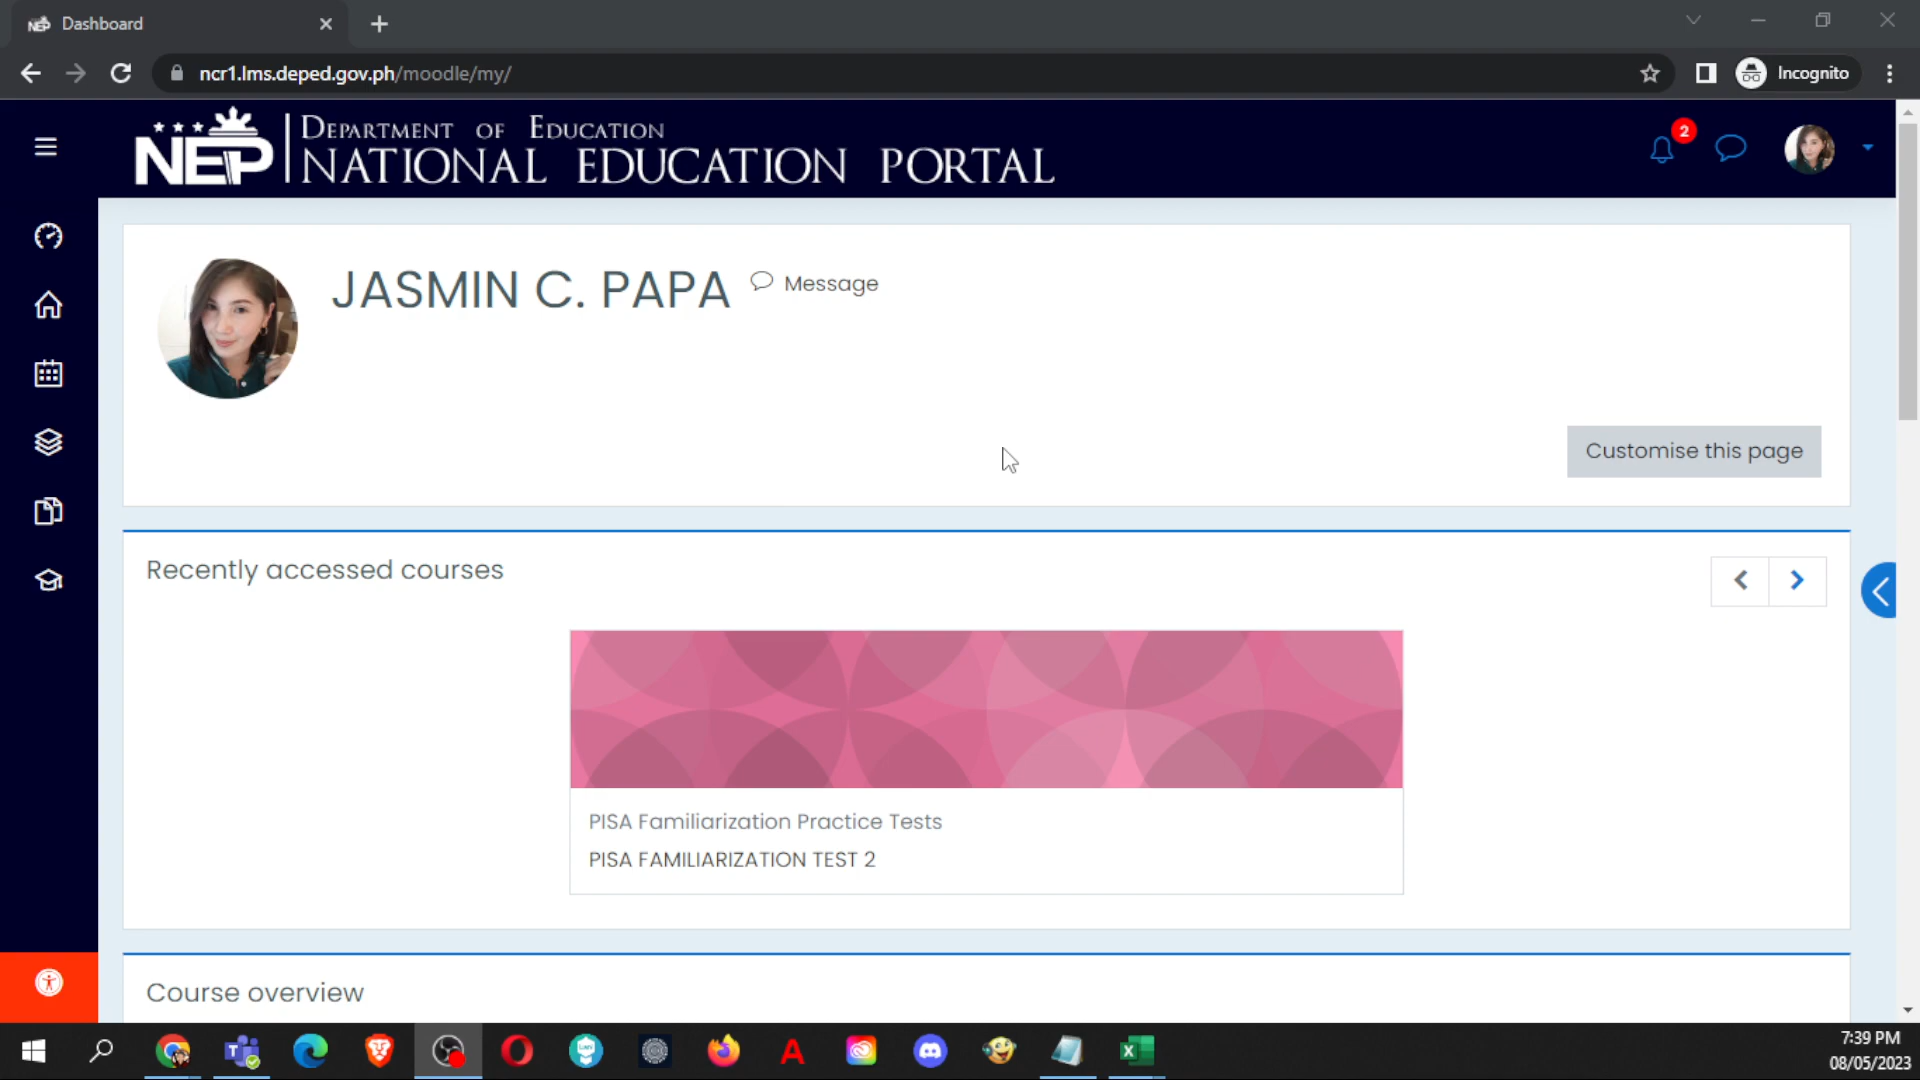 NEP Dashboard
ncr1.lms.deped.gov.ph/moodle/my/
Incognito
NEP
DEPARTMENT OF EDUCATION
NATIONAL EDUCATION PORTAL
2
JASMIN C. PAPA
Message
Customise this page
Recently accessed courses
PISA Familiarization Practice Tests
PISA FAMILIARIZATION TEST 2
Course overview
7:39 PM
08/05/2023